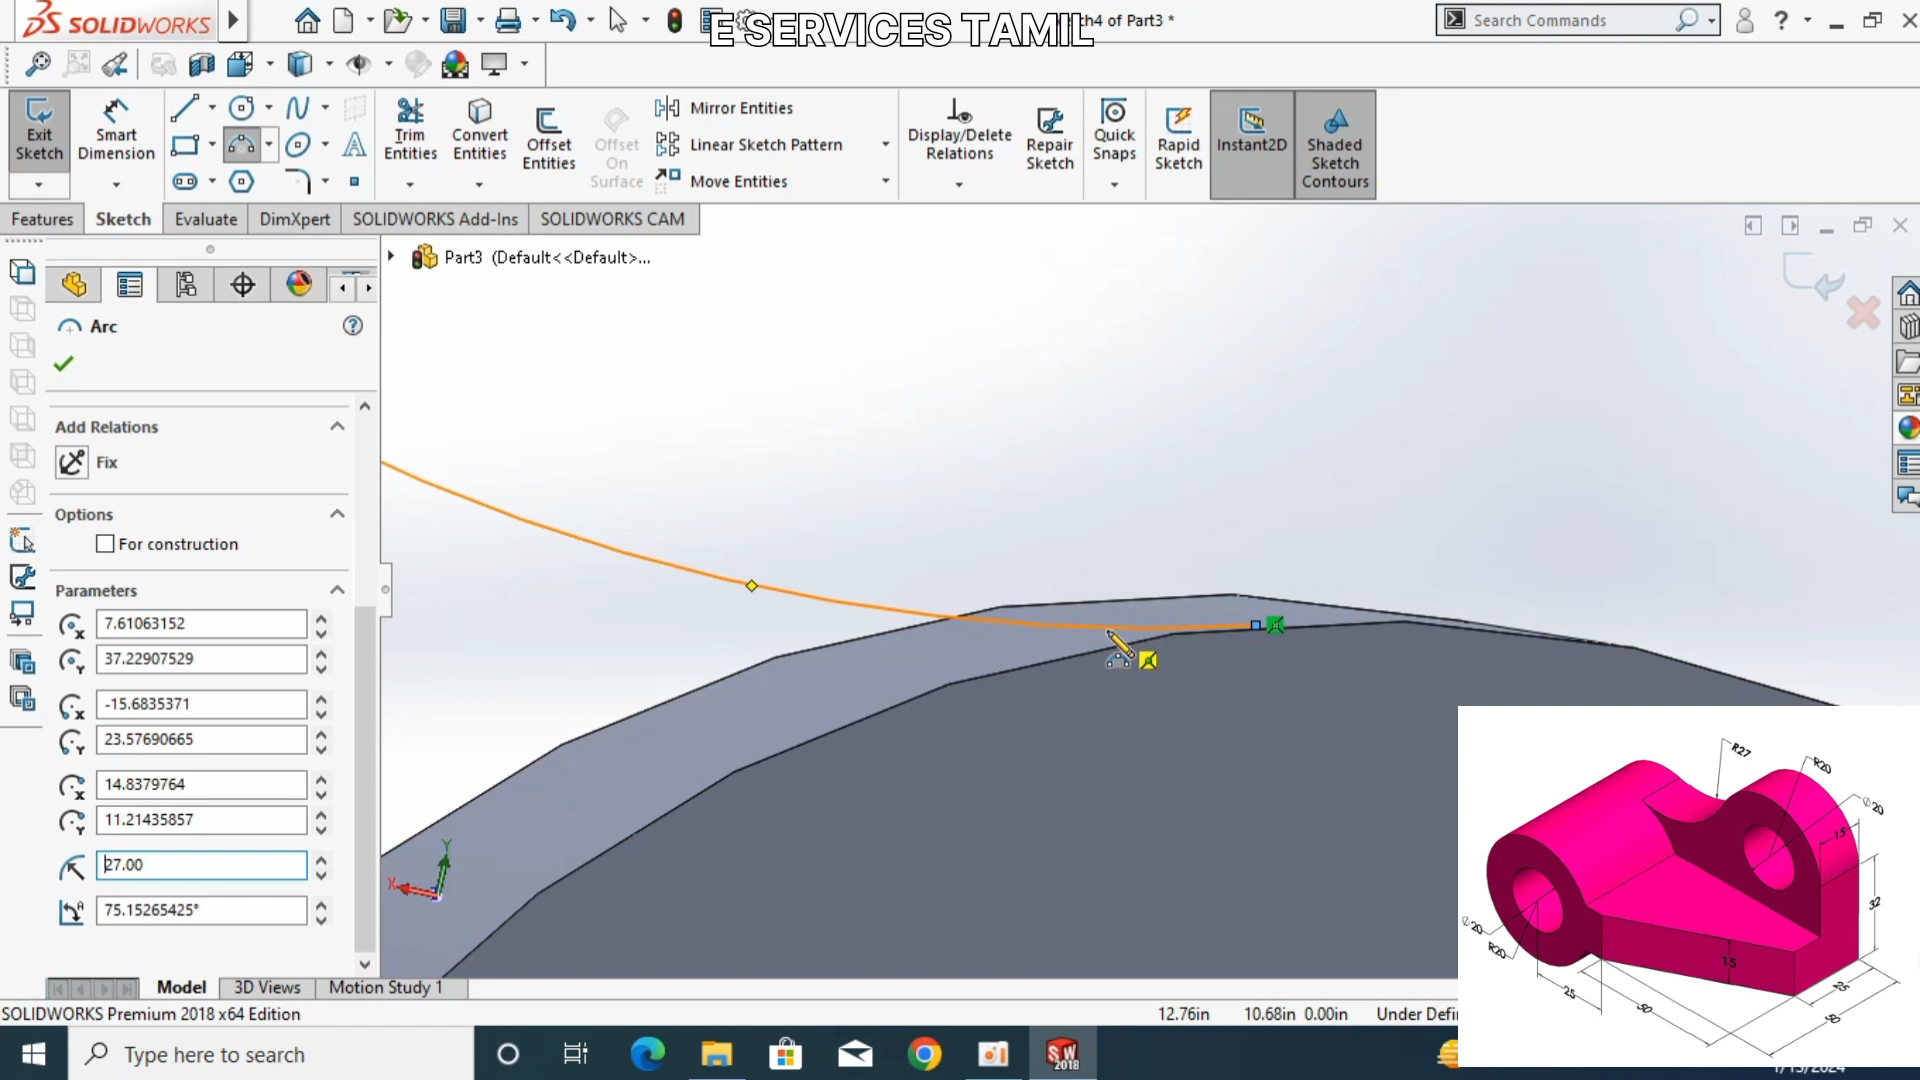 SOLIDWORKS
E SERVICES TAMIL
ch4 of Part3 *
Search Commands
Exit Sketch
Smart Dimension
Trim Entities
Convert Entities
Offset Entities
Offset On Surface
Mirror Entities
Linear Sketch Pattern
Move Entities
Display/Delete Relations
Repair Sketch
Quick Snaps
Rapid Sketch
Instant2D
Shaded Sketch Contours
Features
Sketch
Evaluate
DimXpert
SOLIDWORKS Add-Ins
SOLIDWORKS CAM
Part3 (Default<<Default>...
Arc
Add Relations
Fix
Options
For construction
Parameters
7.61063152
37.22907529
-15.6835371
23.57690665
14.8379764
11.21435857
27.00
75.15265425°
Y
X
R27
R20
∅20
15
32
∅20
R20
15
25
50
25
50
Model
3D Views
Motion Study 1
SOLIDWORKS Premium 2018 x64 Edition
12.76in
10.68in 0.00in
Under Defi
Type here to search
SW 2018